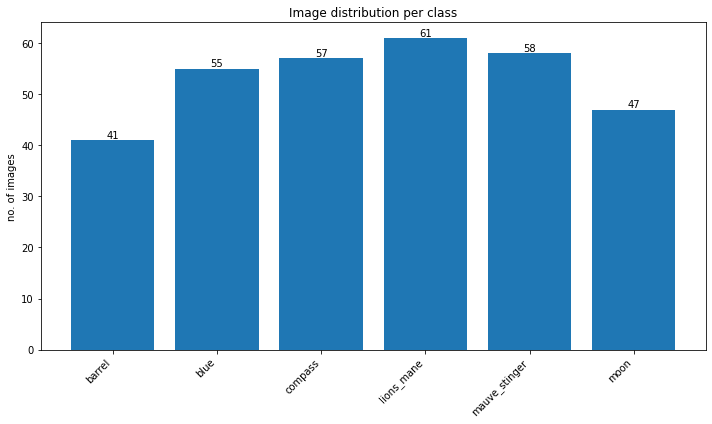 Image distribution per class
no. of images
60
50
40
30
20
10
0
41
55
57
61
58
47
barrel
blue
compass
lions_mane
mauve_stinger
moon